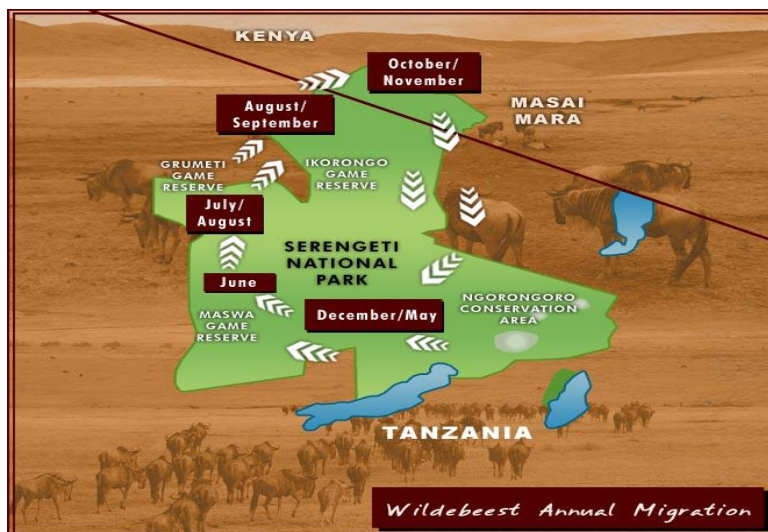 KENYA
October/
November
August/
September
MASAI
MARA
GRUMETI
GAME
RESERVE
IKORONGO
GAME
RESERVE
July/
August
SERENGETI
NATIONAL
PARK
June
December/May
NGORONGORO
CONSERVATION
AREA
MASWA
GAME
RESERVE
TANZANIA
Wildebeest Annual Migration